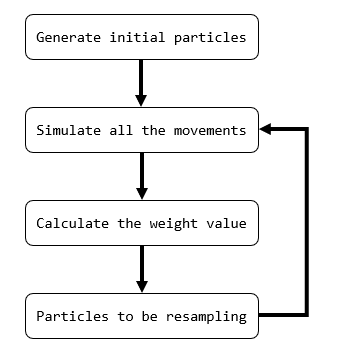 Generate initial particles
Simulate all the movements
Calculate the weight value
Particles to be resampling